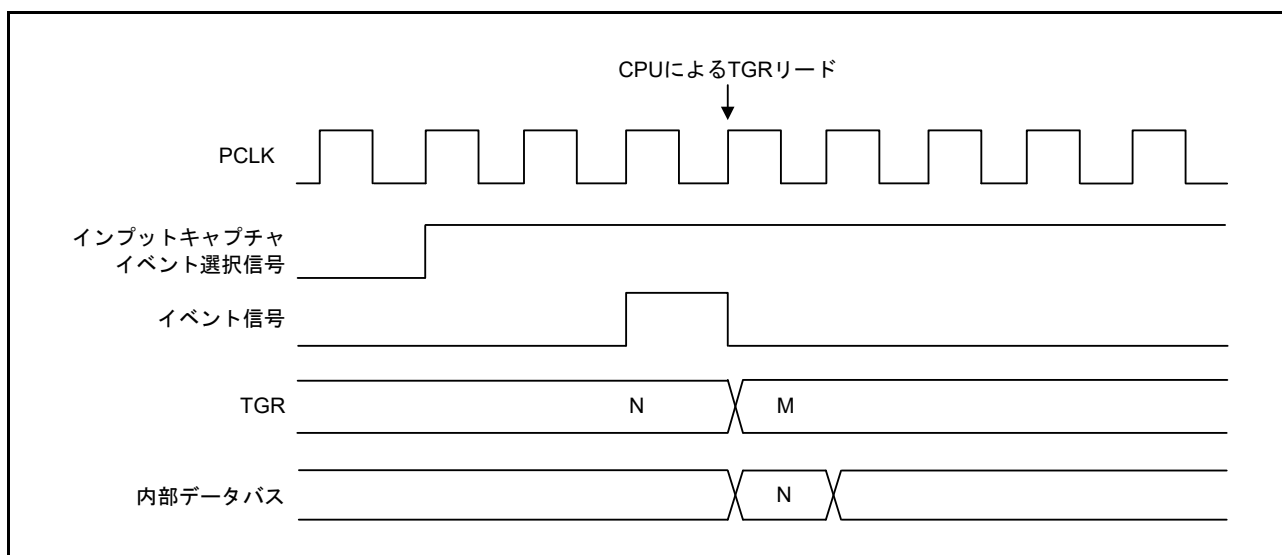 CPUによるTGRリード
PCLK
インプットキャプチャ
イベント選択信号
イベント信号
TGR
N
M
内部データバス
N